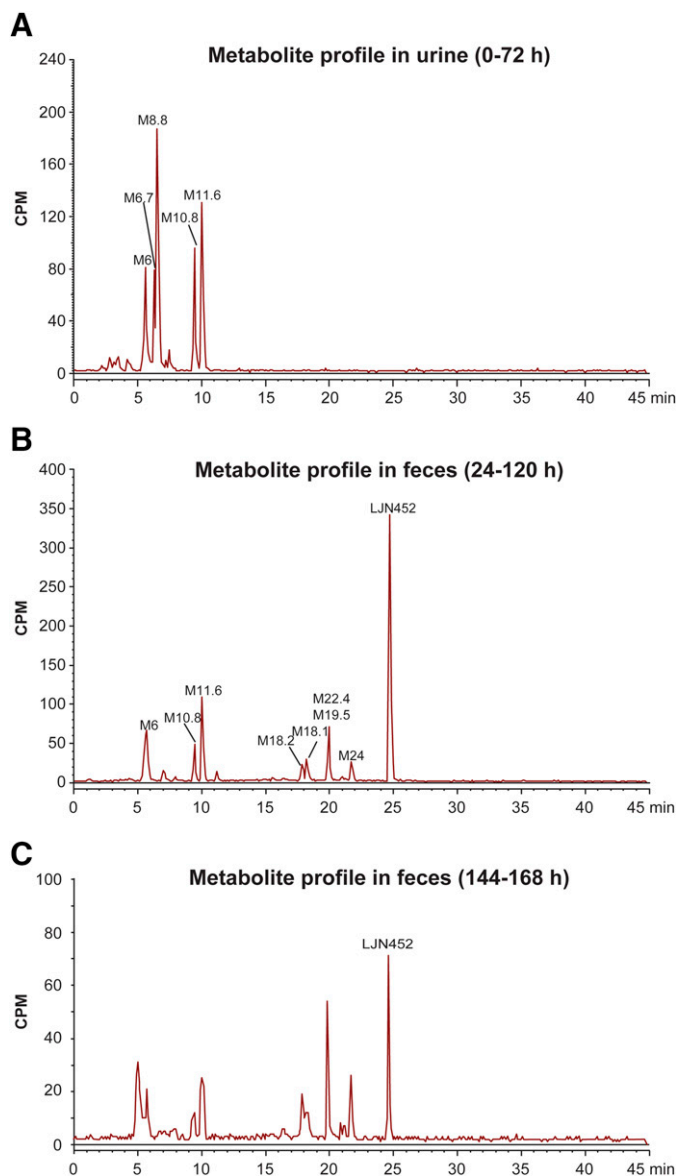 A
Metabolite profile in urine (0-72 h)
240
200
160
120
80
40
0
CPM
M8.8
M6.7
M11.6
M10.8
M6
0 5 10 15 20 25 30 35 40 45 min
B
Metabolite profile in feces (24-120 h)
400
350
300
250
200
150
100
50
0
CPM
LJN452
M11.6
M22.4
M19.5
M6
M10.8
M18.1
M18.2
M24
0 5 10 15 20 25 30 35 40 45 min
C
Metabolite profile in feces (144-168 h)
100
80
60
40
20
0
CPM
LJN452
0 5 10 15 20 25 30 35 40 45 min